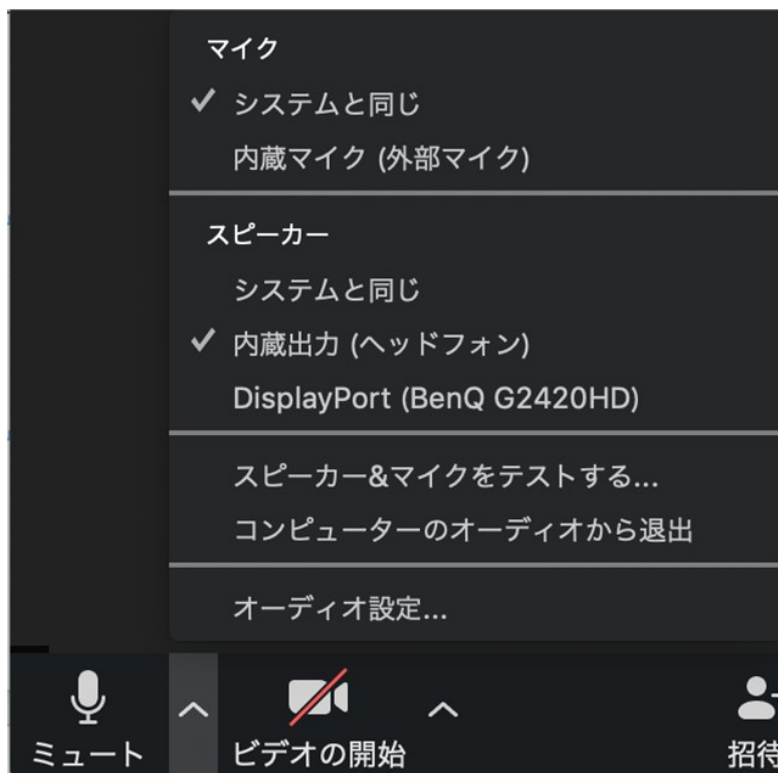 マイク
システムと同じ
内蔵マイク (外部マイク)
スピーカー
システムと同じ
内蔵出力 (ヘッドフォン)
DisplayPort (BenQ G2420HD)
スピーカー&マイクをテストする...
コンピューターのオーディオから退出
オーディオ設定...
ミュート ビデオの開始 招待